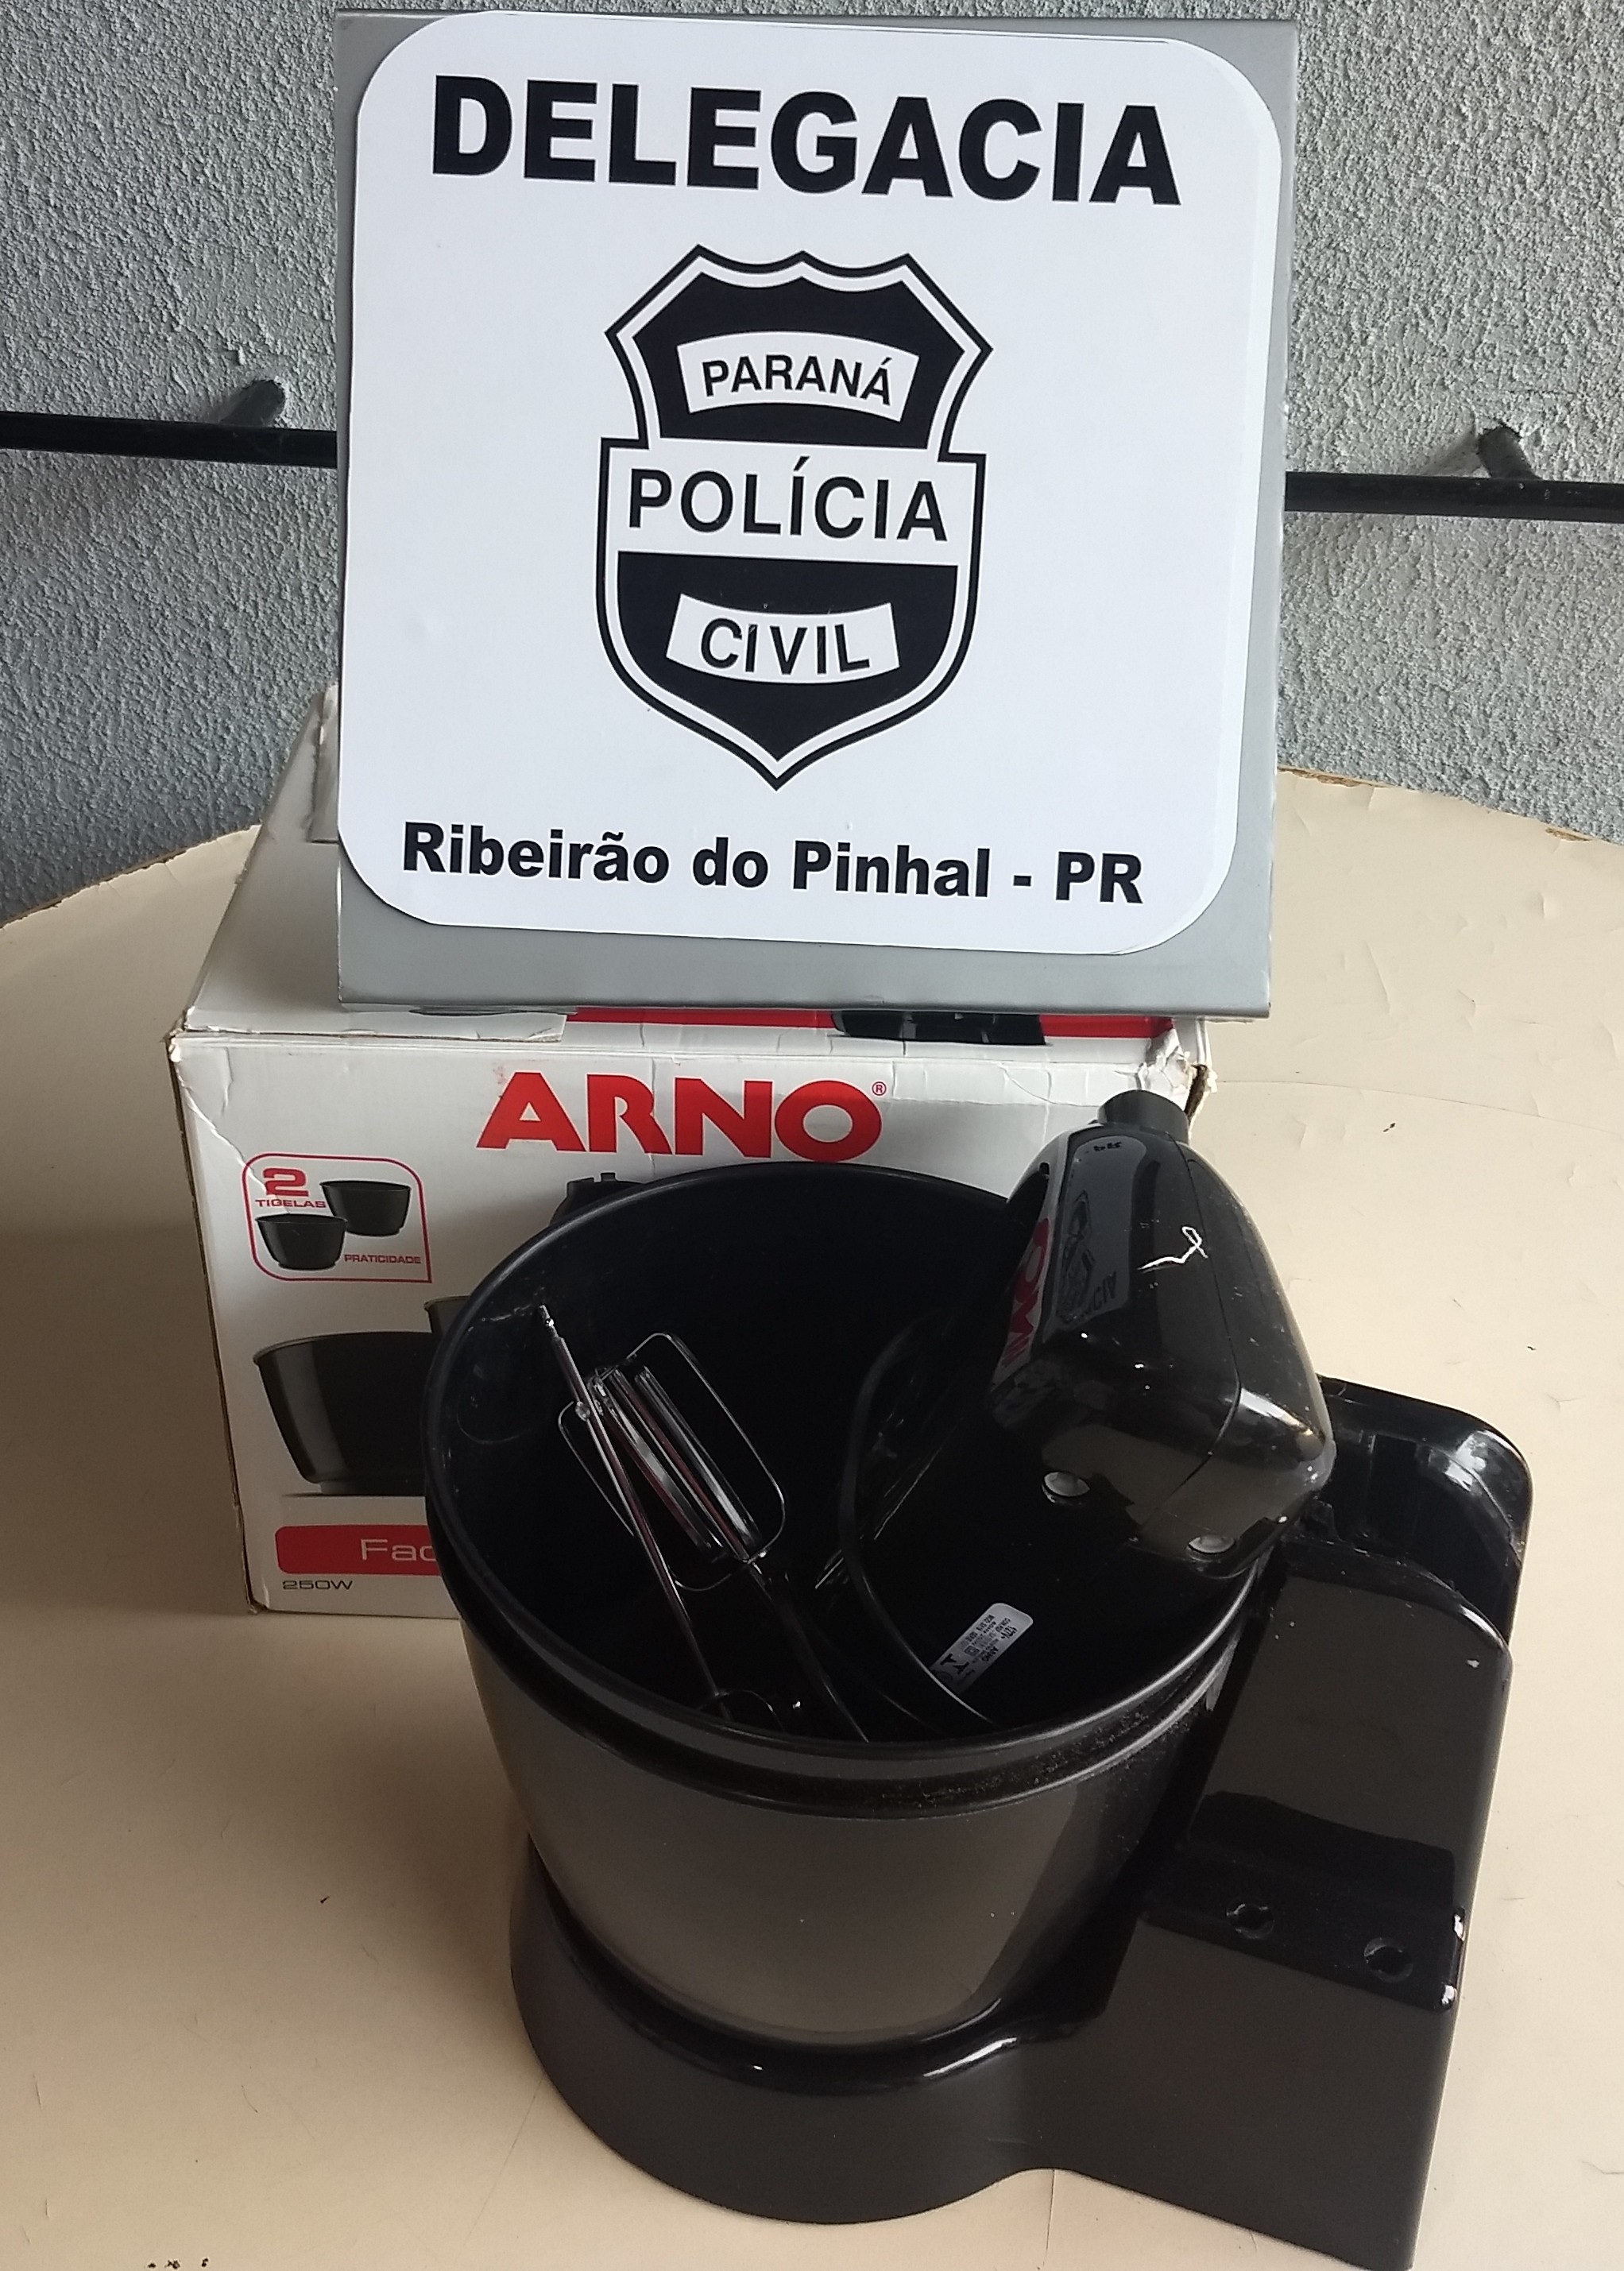 DELEGACIA
PARANÁ
POLÍCIA
CIVIL
Ribeirão do Pinhal - PR
ARNO®
2
TIGELAS
PRATICIDADE
250W